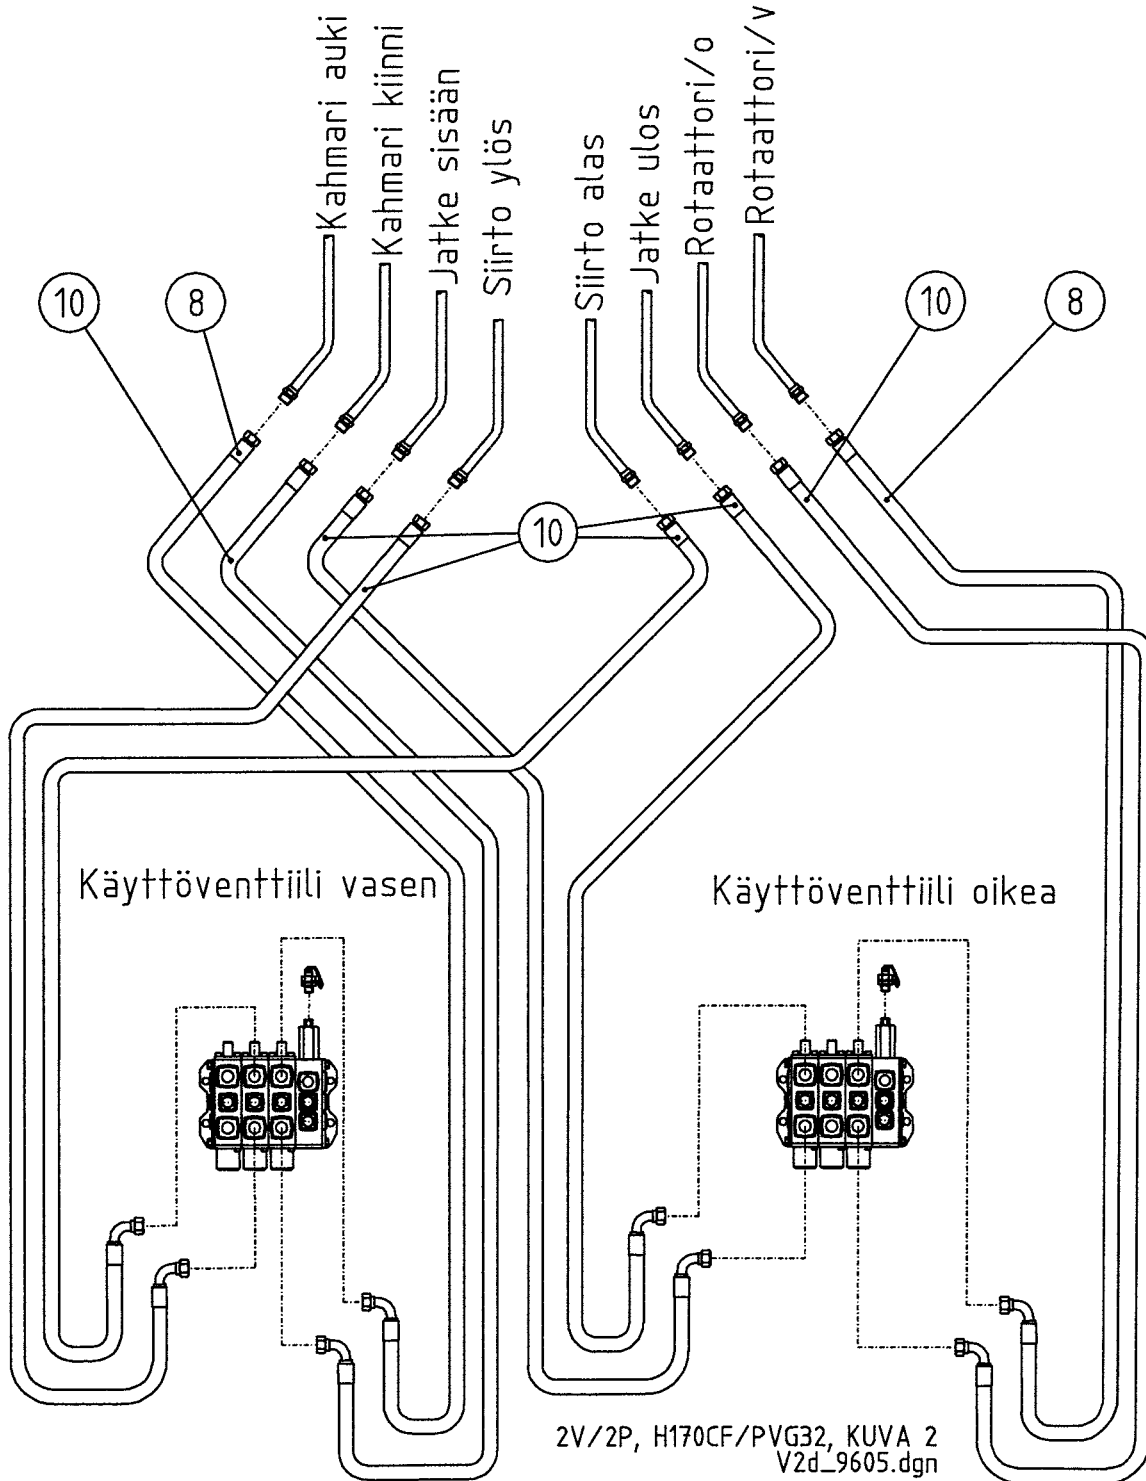 Kahmari auki
Kahmari kiinni
Jatke sisään
Siirto ylös
Siirto alas
Jatke ulos
Rotaattori/o
Rotaattori/v
10
8
10
8
10
Käyttöventtiili vasen
Käyttöventtiili oikea
2V/2P, H170CF/PVG32, KUVA 2
V2d_9605.dgn